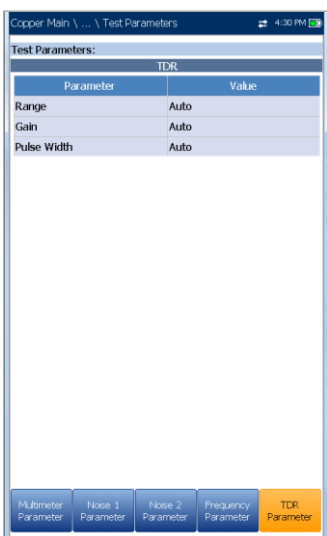 Copper Main \ ... \ Test Parameters 4:30 PM
Test Parameters:
TDR
Parameter Value
Range Auto
Gain Auto
Pulse Width Auto
Multimeter Parameter Noise 1 Parameter Noise 2 Parameter Frequency Parameter TDR Parameter